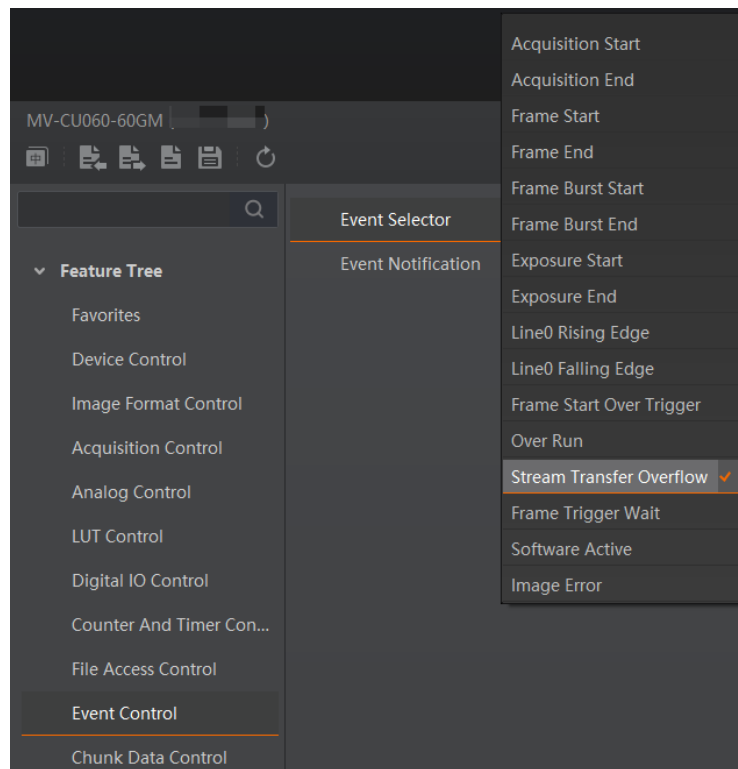 MV-CU060-60GM ( )
中
Feature Tree
Favorites
Device Control
Image Format Control
Acquisition Control
Analog Control
LUT Control
Digital IO Control
Counter And Timer Con...
File Access Control
Event Control
Chunk Data Control
Event Selector
Event Notification
Acquisition Start
Acquisition End
Frame Start
Frame End
Frame Burst Start
Frame Burst End
Exposure Start
Exposure End
Line0 Rising Edge
Line0 Falling Edge
Frame Start Over Trigger
Over Run
Stream Transfer Overflow
Frame Trigger Wait
Software Active
Image Error